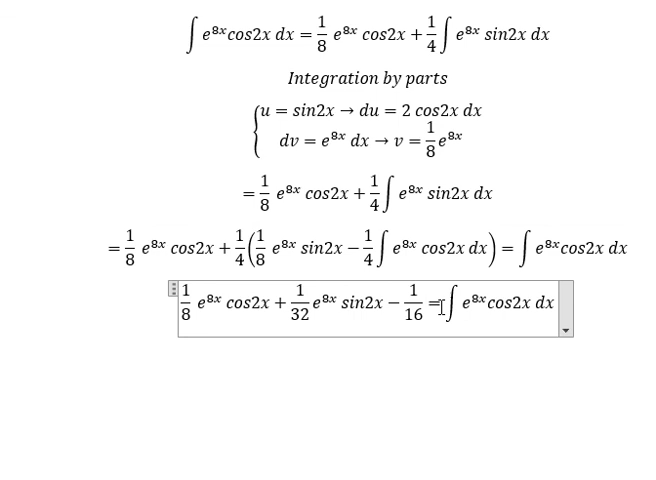 ∫ e^{8x} cos2x dx = 1/8 e^{8x} cos2x + 1/4 ∫ e^{8x} sin2x dx
Integration by parts
{ u = sin2x → du = 2 cos2x dx
dv = e^{8x} dx → v = 1/8 e^{8x}
= 1/8 e^{8x} cos2x + 1/4 ∫ e^{8x} sin2x dx
= 1/8 e^{8x} cos2x + 1/4 ( 1/8 e^{8x} sin2x − 1/4 ∫ e^{8x} cos2x dx ) = ∫ e^{8x} cos2x dx
1/8 e^{8x} cos2x + 1/32 e^{8x} sin2x − 1/16 = ∫ e^{8x} cos2x dx